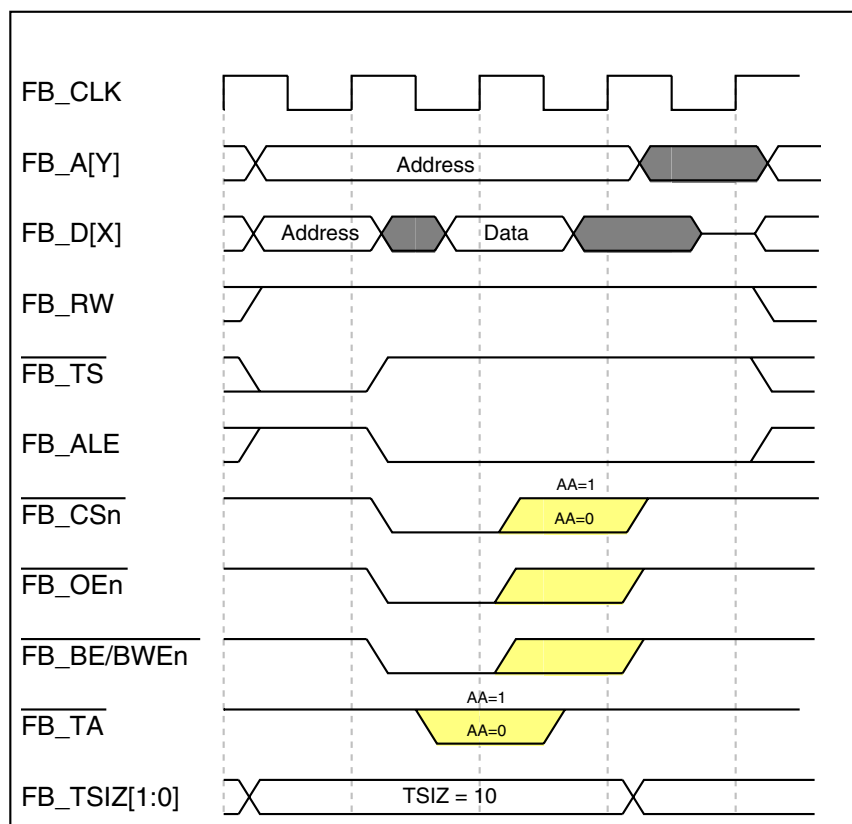 FB_CLK
FB_A[Y]
Address
FB_D[X]
Address
Data
FB_RW
FB_TS
FB_ALE
AA=1
FB_CSn
AA=0
FB_OEn
FB_BE/BWEn
AA=1
FB_TA
AA=0
FB_TSIZ[1:0]
TSIZ = 10